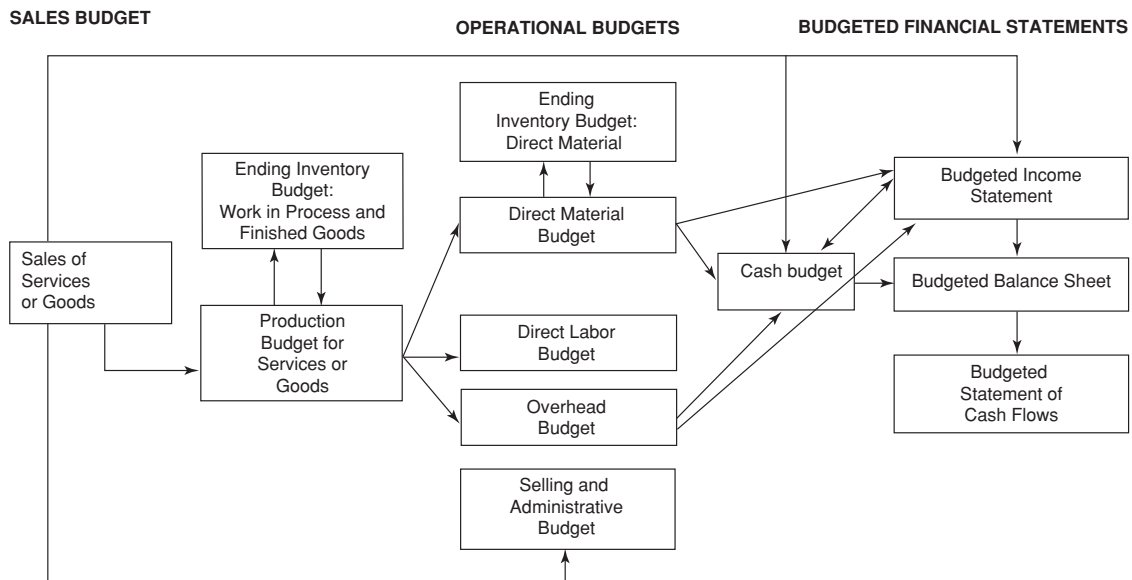 SALES BUDGET
OPERATIONAL BUDGETS
BUDGETED FINANCIAL STATEMENTS
Sales of
Services
or Goods
Ending Inventory
Budget:
Work in Process and
Finished Goods
Production
Budget for
Services or
Goods
Ending
Inventory Budget:
Direct Material
Direct Material
Budget
Direct Labor
Budget
Overhead
Budget
Selling and
Administrative
Budget
Cash budget
Budgeted Income
Statement
Budgeted Balance Sheet
Budgeted
Statement of
Cash Flows